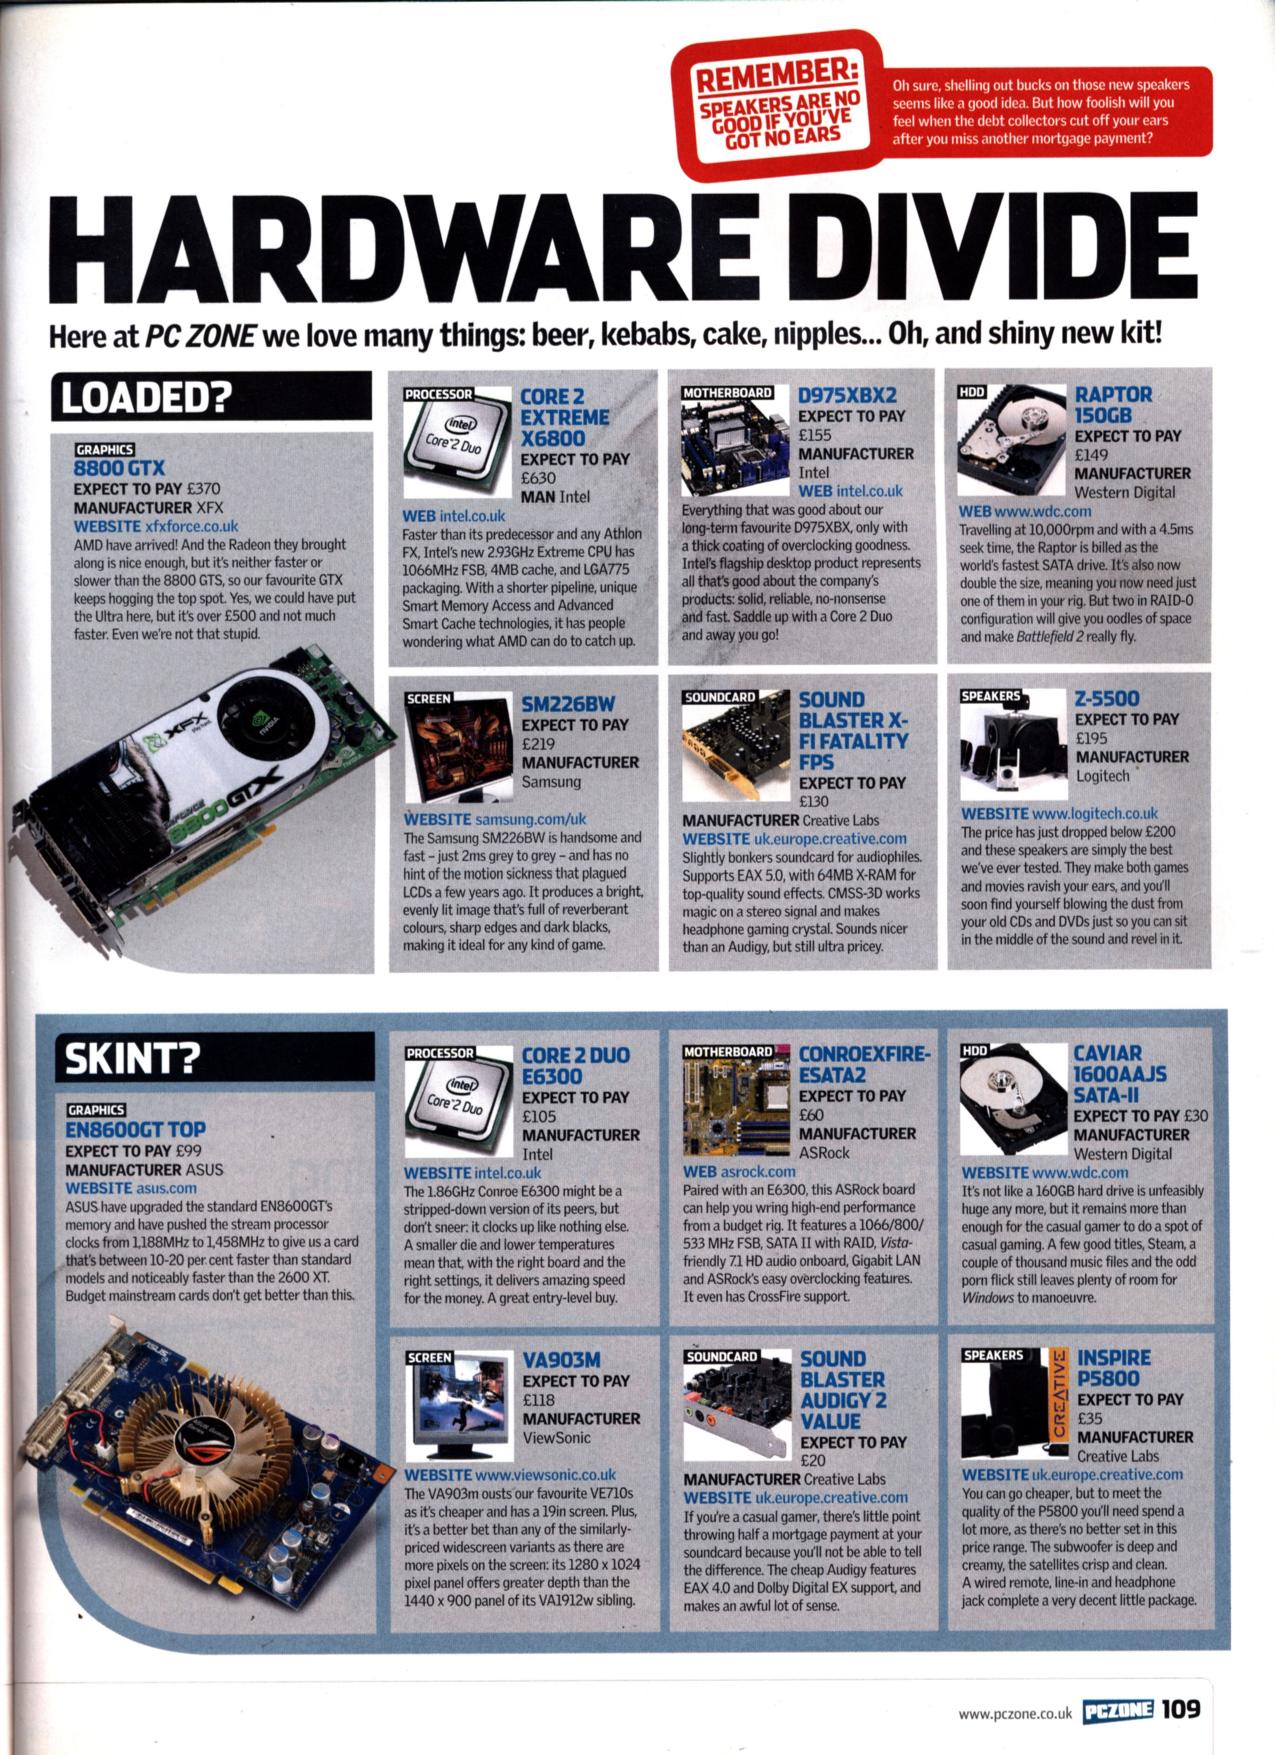 REMEMBER:
SPEAKERS ARE NO
GOOD IF YOU'VE
GOT NO EARS
Oh sure, shelling out bucks on those new speakers
seems like a good idea. But how foolish will you
feel when the debt collectors cut off your ears
after you miss another mortgage payment?
HARDWARE DIVIDE
Here at PC ZONE we love many things: beer, kebabs, cake, nipples... Oh, and shiny new kit!
LOADED?
GRAPHICS
8800 GTX
EXPECT TO PAY £370
MANUFACTURER XFX
WEBSITE xfxforce.co.uk
AMD have arrived! And the Radeon they brought
along is nice enough, but it's neither faster or
slower than the 8800 GTS, so our favourite GTX
keeps hogging the top spot. Yes, we could have put
the Ultra here, but it's over £500 and not much
faster. Even we're not that stupid.
XFX
NVIDIA
8800GTX
PROCESSOR
intel
Core™2 Duo
CORE 2
EXTREME
X6800
EXPECT TO PAY
£630
MAN Intel
WEB intel.co.uk
Faster than its predecessor and any Athlon
FX, Intel's new 2.93GHz Extreme CPU has
1066MHz FSB, 4MB cache, and LGA775
packaging. With a shorter pipeline, unique
Smart Memory Access and Advanced
Smart Cache technologies, it has people
wondering what AMD can do to catch up.
MOTHERBOARD
D975XBX2
EXPECT TO PAY
£155
MANUFACTURER
Intel
WEB intel.co.uk
Everything that was good about our
long-term favourite D975XBX, only with
a thick coating of overclocking goodness.
Intel's flagship desktop product represents
all that's good about the company's
products: solid, reliable, no-nonsense
and fast. Saddle up with a Core 2 Duo
and away you go!
HDD
RAPTOR
150GB
EXPECT TO PAY
£149
MANUFACTURER
Western Digital
WEB www.wdc.com
Travelling at 10,000rpm and with a 4.5ms
seek time, the Raptor is billed as the
world's fastest SATA drive. It's also now
double the size, meaning you now need just
one of them in your rig. But two in RAID-0
configuration will give you oodles of space
and make Battlefield 2 really fly.
SCREEN
SM226BW
EXPECT TO PAY
£219
MANUFACTURER
Samsung
WEBSITE samsung.com/uk
The Samsung SM226BW is handsome and
fast – just 2ms grey to grey – and has no
hint of the motion sickness that plagued
LCDs a few years ago. It produces a bright,
evenly lit image that's full of reverberant
colours, sharp edges and dark blacks,
making it ideal for any kind of game.
SOUNDCARD
SOUND
BLASTER X-
FI FATAL1TY
FPS
EXPECT TO PAY
£130
MANUFACTURER Creative Labs
WEBSITE uk.europe.creative.com
Slightly bonkers soundcard for audiophiles.
Supports EAX 5.0, with 64MB X-RAM for
top-quality sound effects. CMSS-3D works
magic on a stereo signal and makes
headphone gaming crystal. Sounds nicer
than an Audigy, but still ultra pricey.
SPEAKERS
Z-5500
EXPECT TO PAY
£195
MANUFACTURER
Logitech
WEBSITE www.logitech.co.uk
The price has just dropped below £200
and these speakers are simply the best
we've ever tested. They make both games
and movies ravish your ears, and you'll
soon find yourself blowing the dust from
your old CDs and DVDs just so you can sit
in the middle of the sound and revel in it.
SKINT?
GRAPHICS
EN8600GT TOP
EXPECT TO PAY £99
MANUFACTURER ASUS
WEBSITE asus.com
ASUS have upgraded the standard EN8600GT's
memory and have pushed the stream processor
clocks from 1,188MHz to 1,458MHz to give us a card
that's between 10-20 per cent faster than standard
models and noticeably faster than the 2600 XT.
Budget mainstream cards don't get better than this.
PROCESSOR
intel
Core™2 Duo
CORE 2 DUO
E6300
EXPECT TO PAY
£105
MANUFACTURER
Intel
WEBSITE intel.co.uk
The 1.86GHz Conroe E6300 might be a
stripped-down version of its peers, but
don't sneer: it clocks up like nothing else.
A smaller die and lower temperatures
mean that, with the right board and the
right settings, it delivers amazing speed
for the money. A great entry-level buy.
MOTHERBOARD
CONROEXFIRE-
ESATA2
EXPECT TO PAY
£60
MANUFACTURER
ASRock
WEB asrock.com
Paired with an E6300, this ASRock board
can help you wring high-end performance
from a budget rig. It features a 1066/800/
533 MHz FSB, SATA II with RAID, Vista-
friendly 7.1 HD audio onboard, Gigabit LAN
and ASRock's easy overclocking features.
It even has CrossFire support.
HDD
CAVIAR
1600AAJS
SATA-II
EXPECT TO PAY £30
MANUFACTURER
Western Digital
WEBSITE www.wdc.com
It's not like a 160GB hard drive is unfeasibly
huge any more, but it remains more than
enough for the casual gamer to do a spot of
casual gaming. A few good titles, Steam, a
couple of thousand music files and the odd
porn flick still leaves plenty of room for
Windows to manoeuvre.
SCREEN
VA903M
EXPECT TO PAY
£118
MANUFACTURER
ViewSonic
WEBSITE www.viewsonic.co.uk
The VA903m ousts our favourite VE710s
as it's cheaper and has a 19in screen. Plus,
it's a better bet than any of the similarly-
priced widescreen variants as there are
more pixels on the screen: its 1280 x 1024
pixel panel offers greater depth than the
1440 x 900 panel of its VA1912w sibling.
SOUNDCARD
SOUND
BLASTER
AUDIGY 2
VALUE
EXPECT TO PAY
£20
MANUFACTURER Creative Labs
WEBSITE uk.europe.creative.com
If you're a casual gamer, there's little point
throwing half a mortgage payment at your
soundcard because you'll not be able to tell
the difference. The cheap Audigy features
EAX 4.0 and Dolby Digital EX support, and
makes an awful lot of sense.
SPEAKERS
CREATIVE
INSPIRE
P5800
EXPECT TO PAY
£35
MANUFACTURER
Creative Labs
WEBSITE uk.europe.creative.com
You can go cheaper, but to meet the
quality of the P5800 you'll need spend a
lot more, as there's no better set in this
price range. The subwoofer is deep and
creamy, the satellites crisp and clean.
A wired remote, line-in and headphone
jack complete a very decent little package.
www.pczone.co.uk PCZONE 109